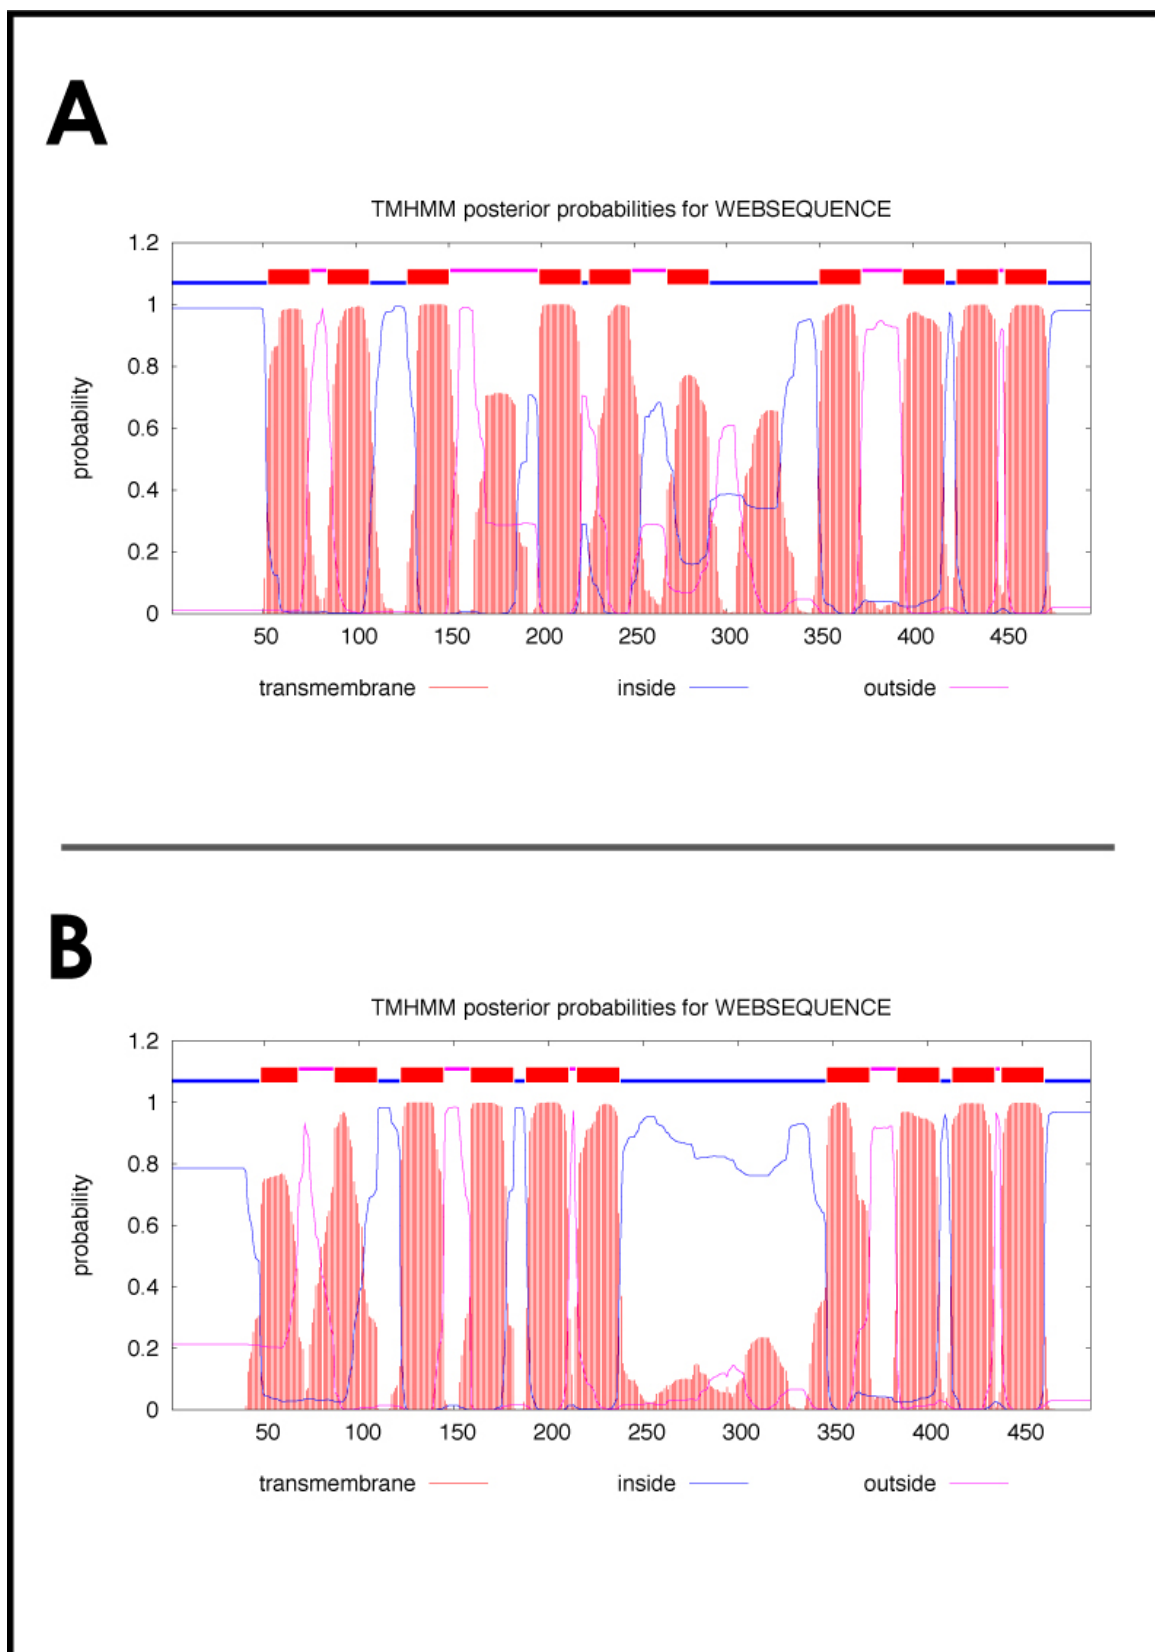 A
TMHMM posterior probabilities for WEBSEQUENCE
1.2
1
0.8
0.6
0.4
0.2
0
probability
50 100 150 200 250 300 350 400 450
transmembrane inside outside
B
TMHMM posterior probabilities for WEBSEQUENCE
1.2
1
0.8
0.6
0.4
0.2
0
probability
50 100 150 200 250 300 350 400 450
transmembrane inside outside